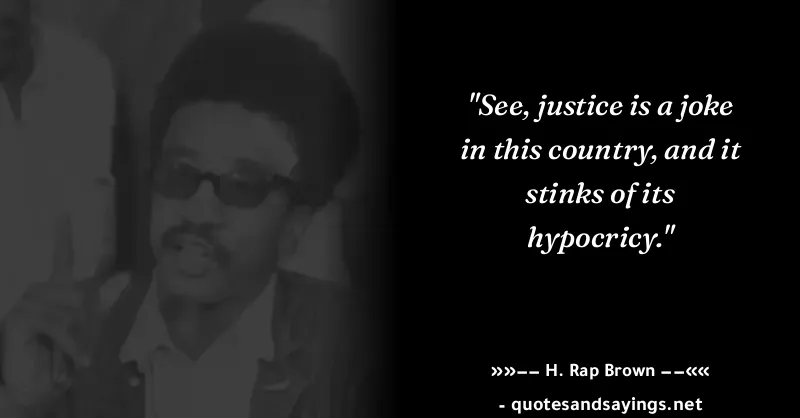 "See, justice is a joke
in this country, and it
stinks of its
hypocricy."
»»−− H. Rap Brown −−««
- quotesandsayings.net